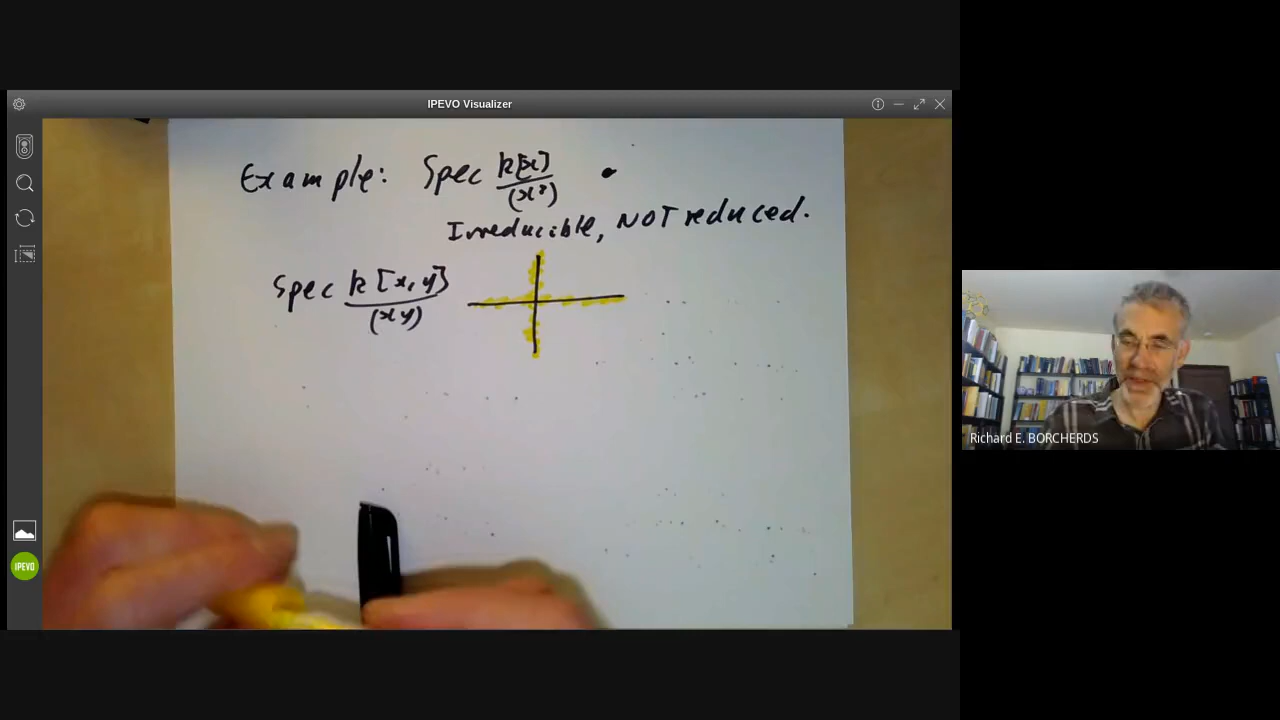 IPEVO Visualizer
Example: Spec k[x]/(x²)
Irreducible, NOT reduced.
Spec k[x,y]/(xy)
IPEVO
Richard E. BORCHERDS